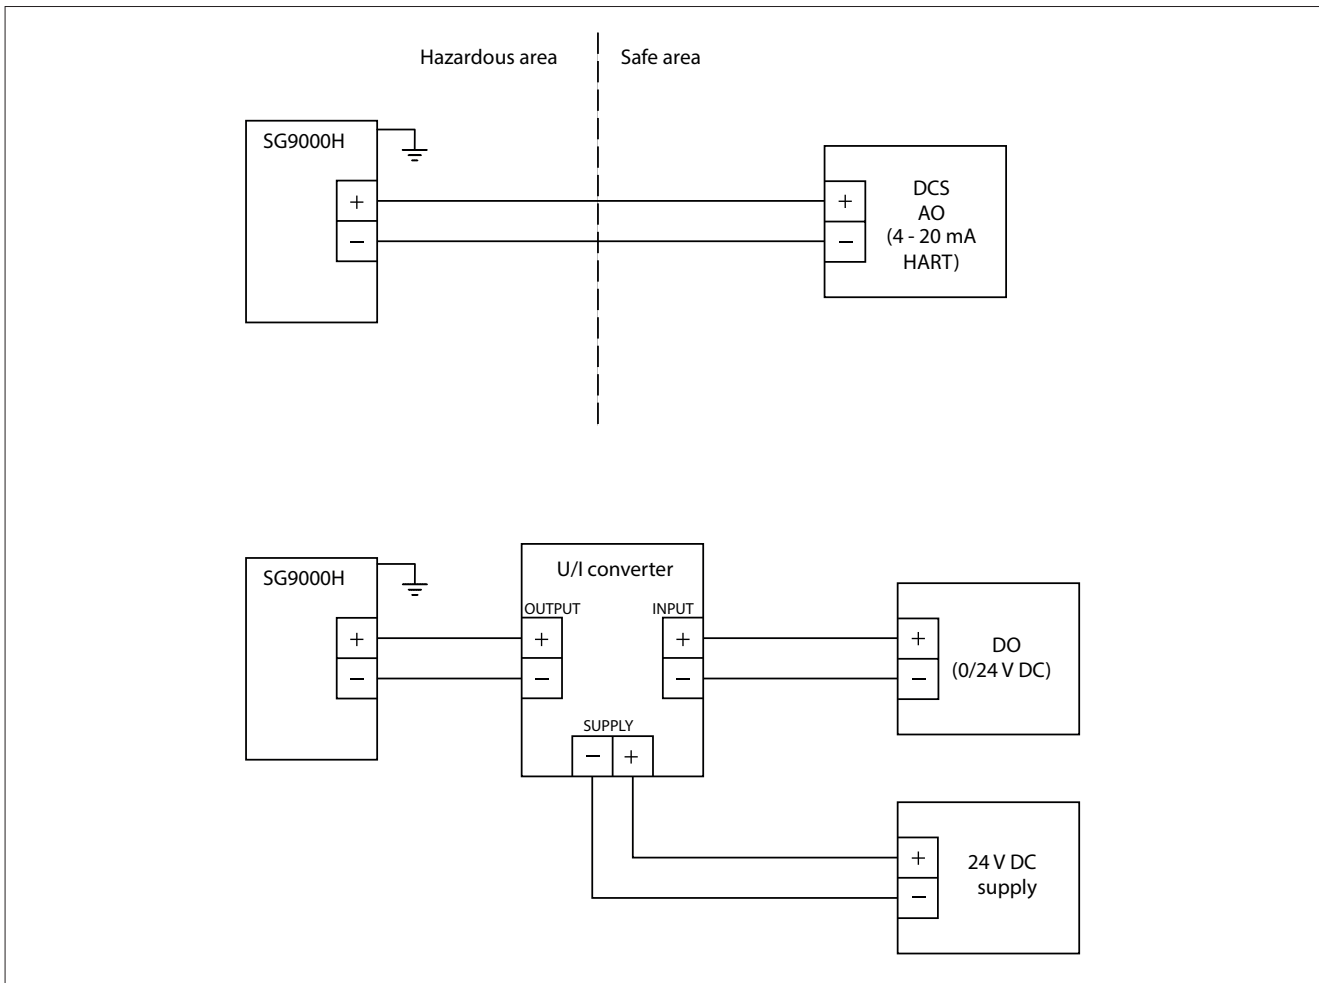 Hazardous area
Safe area
SG9000H
+
−
+
−
DCS
AO
(4 - 20 mA
HART)
SG9000H
+
−
U/I converter
OUTPUT
INPUT
+
−
+
−
SUPPLY
−
+
+
−
DO
(0/24 V DC)
+
−
24 V DC
supply